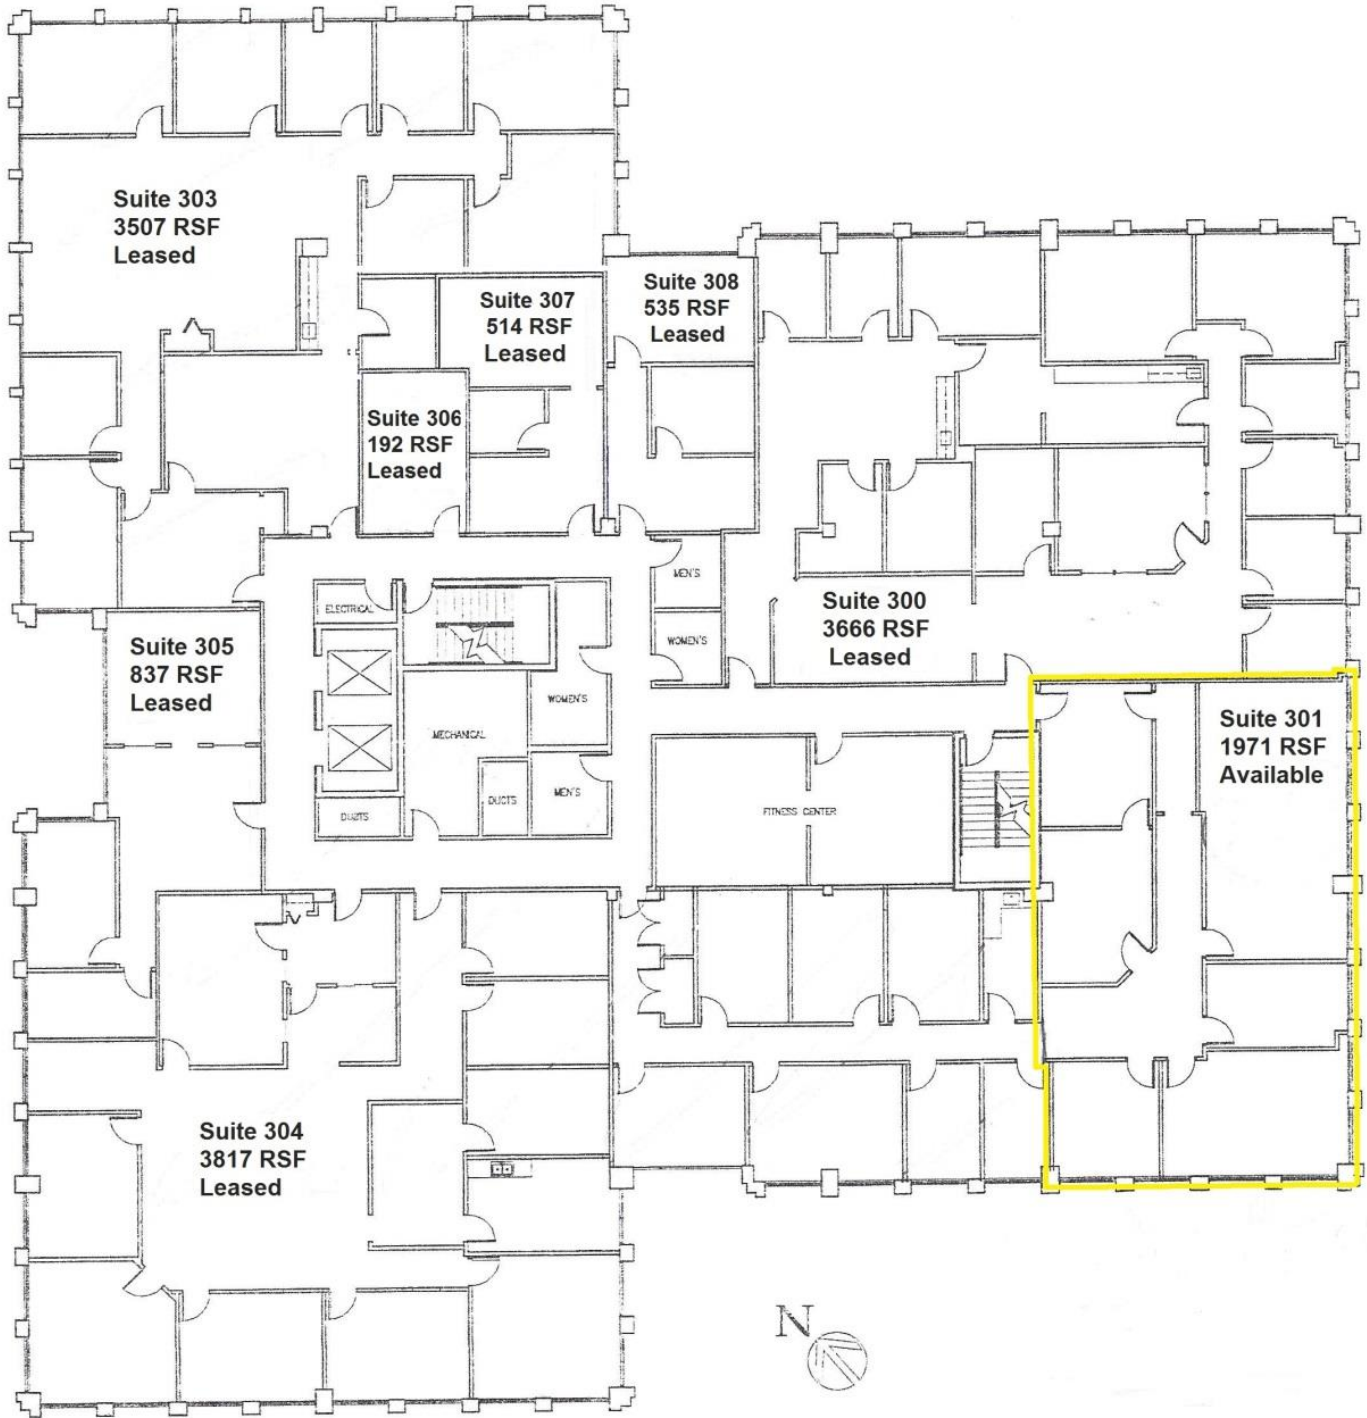 Suite 303
3507 RSF
Leased
Suite 307
514 RSF
Leased
Suite 308
535 RSF
Leased
Suite 306
192 RSF
Leased
MEN'S
WOMEN'S
Suite 300
3666 RSF
Leased
ELECTRICAL
Suite 305
837 RSF
Leased
WOMEN'S
MECHANICAL
DUCTS
MEN'S
DUCTS
FITNESS CENTER
Suite 301
1971 RSF
Available
Suite 304
3817 RSF
Leased
N